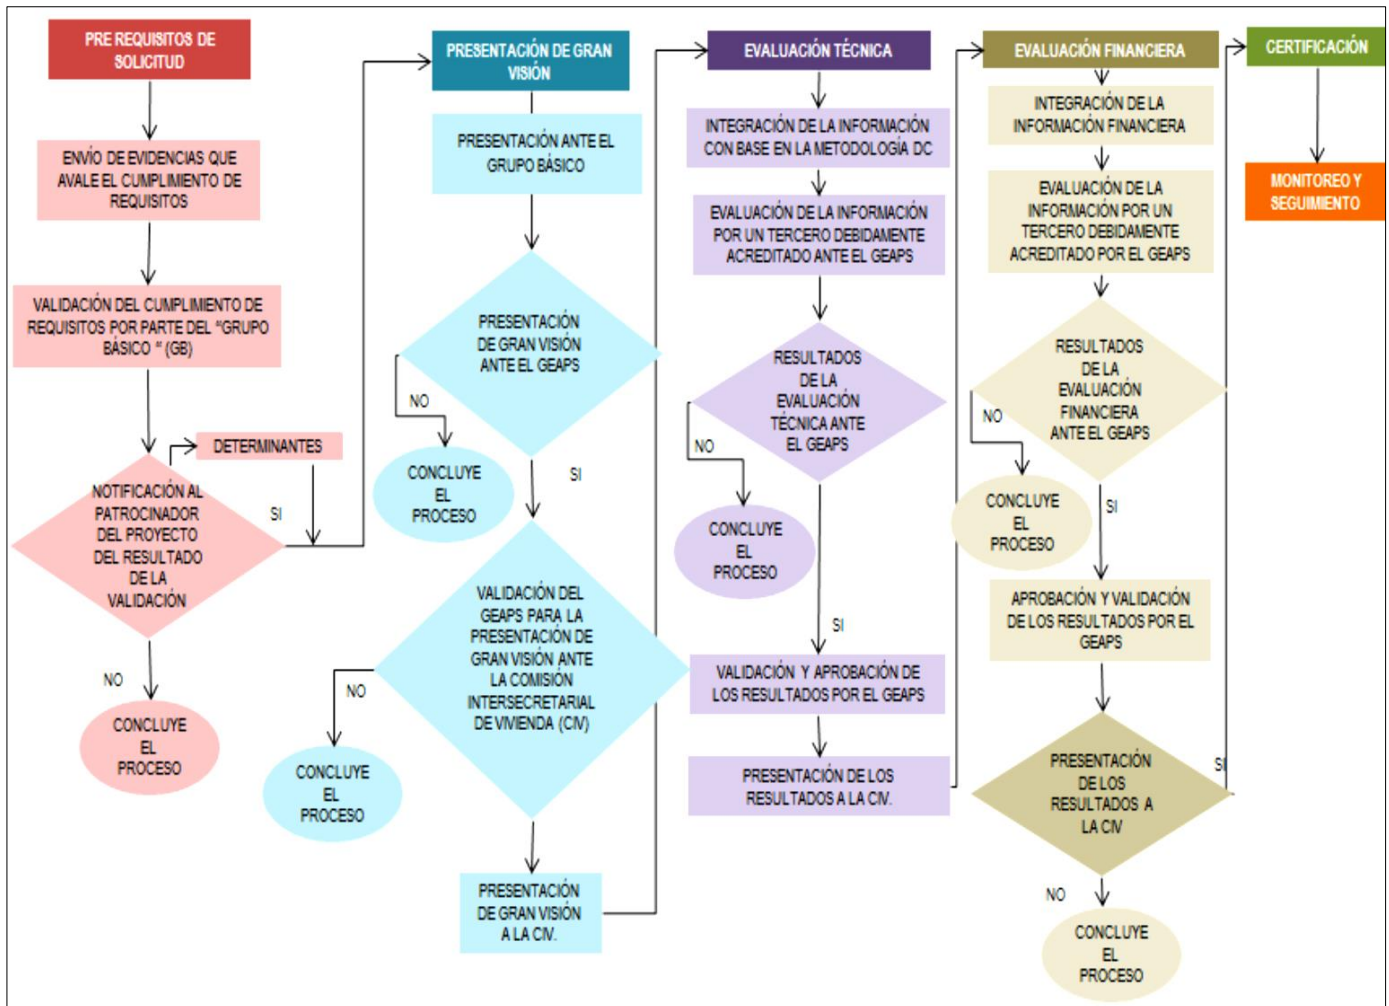 PRE REQUISITOS DE
SOLICITUD
ENVÍO DE EVIDENCIAS QUE
AVALE EL CUMPLIMIENTO DE
REQUISITOS
VALIDACIÓN DEL CUMPLIMIENTO DE
REQUISITOS POR PARTE DEL “GRUPO
BÁSICO “ (GB)
DETERMINANTES
NOTIFICACIÓN AL
PATROCINADOR
DEL PROYECTO
DEL RESULTADO
DE LA
VALIDACIÓN
SI
NO
CONCLUYE
EL
PROCESO
PRESENTACIÓN DE GRAN
VISIÓN
PRESENTACIÓN ANTE EL
GRUPO BÁSICO
PRESENTACIÓN
DE GRAN VISIÓN
ANTE EL GEAPS
NO
CONCLUYE
EL
PROCESO
SI
VALIDACIÓN DEL
GEAPS PARA LA
PRESENTACIÓN DE
GRAN VISIÓN ANTE
LA COMISIÓN
INTERSECRETARIAL
DE VIVIENDA (CIV)
NO
CONCLUYE
EL
PROCESO
PRESENTACIÓN
DE GRAN VISIÓN
A LA CIV.
EVALUACIÓN TÉCNICA
INTEGRACIÓN DE LA INFORMACIÓN
CON BASE EN LA METODOLOGÍA DC
EVALUACIÓN DE LA INFORMACIÓN
POR UN TERCERO DEBIDAMENTE
ACREDITADO ANTE EL GEAPS
RESULTADOS
DE LA
EVALUACIÓN
TÉCNICA ANTE
EL GEAPS
NO
CONCLUYE
EL
PROCESO
SI
VALIDACIÓN Y APROBACIÓN DE
LOS RESULTADOS POR EL GEAPS
PRESENTACIÓN DE LOS
RESULTADOS A LA CIV.
EVALUACIÓN FINANCIERA
INTEGRACIÓN DE LA
INFORMACIÓN FINANCIERA
EVALUACIÓN DE LA
INFORMACIÓN POR UN
TERCERO DEBIDAMENTE
ACREDITADO POR EL GEAPS
RESULTADOS
DE LA
EVALUACIÓN
FINANCIERA
ANTE EL GEAPS
NO
CONCLUYE
EL
PROCESO
SI
APROBACIÓN Y VALIDACIÓN
DE LOS RESULTADOS POR EL
GEAPS
PRESENTACIÓN
DE LOS
RESULTADOS A
LA CIV
SI
NO
CONCLUYE
EL
PROCESO
CERTIFICACIÓN
MONITOREO Y
SEGUIMIENTO